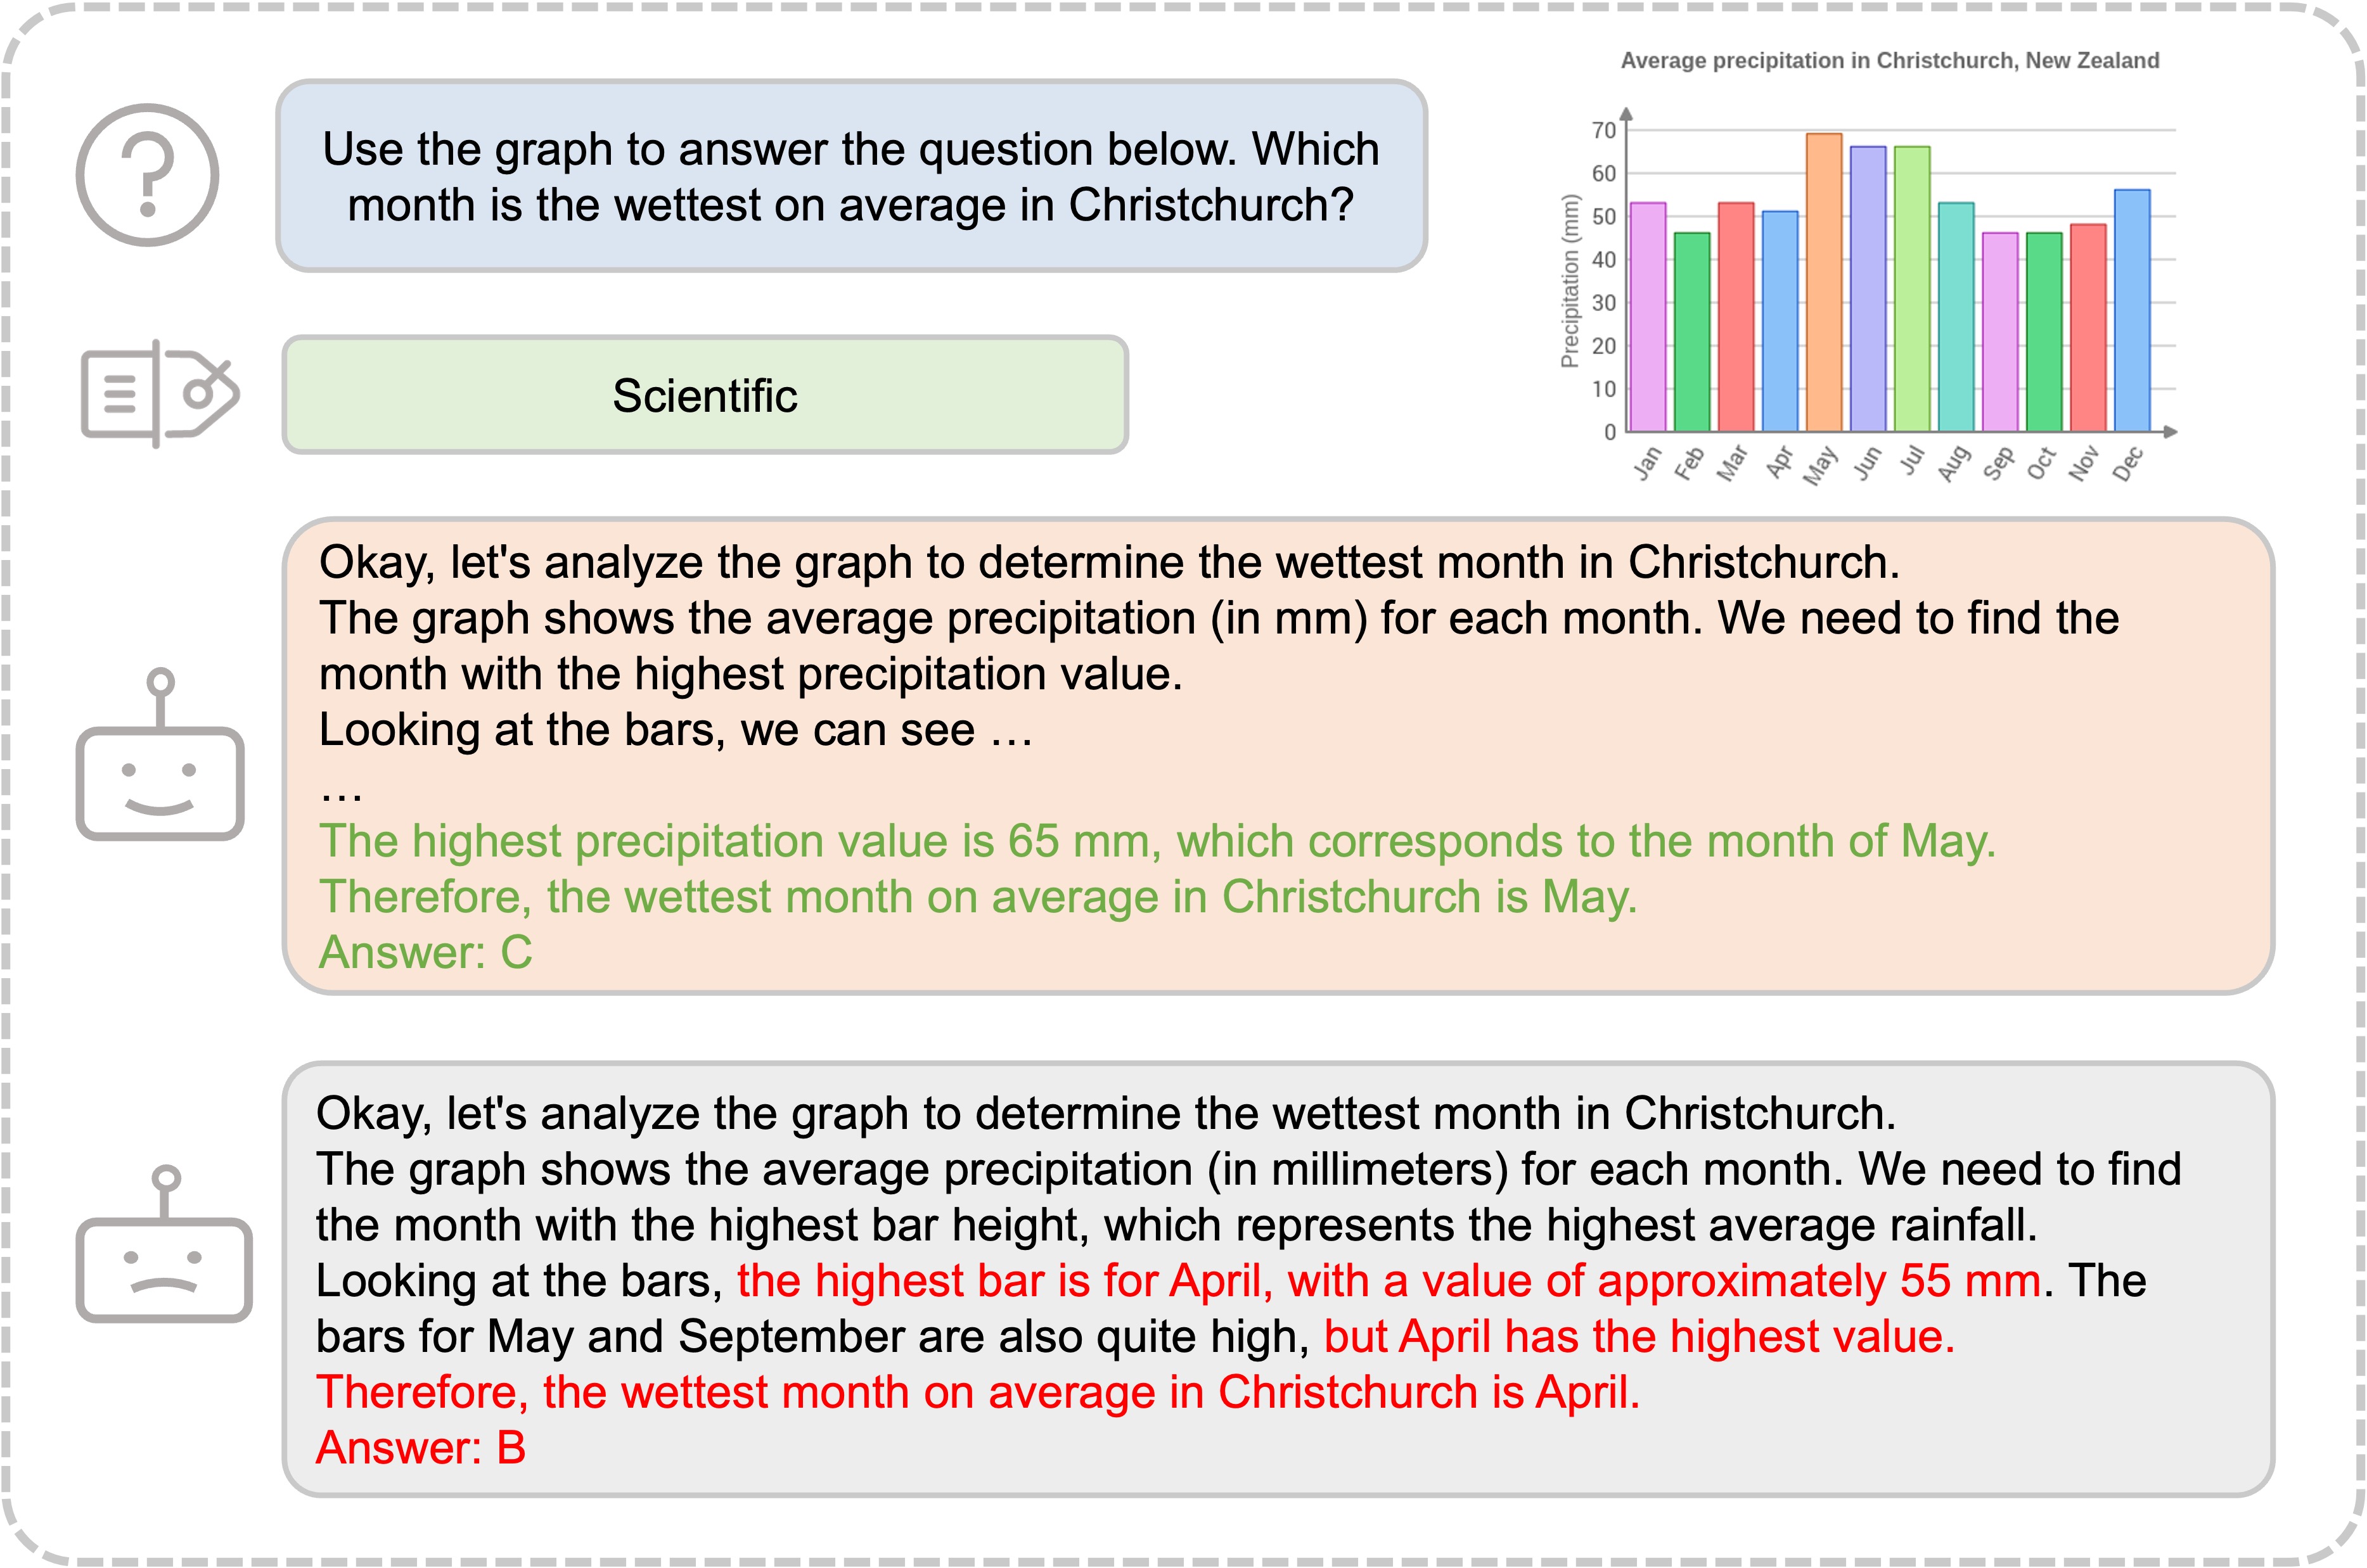 Average precipitation in Christchurch, New Zealand
Use the graph to answer the question below. Which
month is the wettest on average in Christchurch?
Precipitation (mm)
70
60
50
40
30
20
10
0
Jan
Feb
Mar
Apr
May
Jun
Jul
Aug
Sep
Oct
Nov
Dec
Scientific
Okay, let's analyze the graph to determine the wettest month in Christchurch.
The graph shows the average precipitation (in mm) for each month. We need to find the
month with the highest precipitation value.
Looking at the bars, we can see …
…
The highest precipitation value is 65 mm, which corresponds to the month of May.
Therefore, the wettest month on average in Christchurch is May.
Answer: C
Okay, let's analyze the graph to determine the wettest month in Christchurch.
The graph shows the average precipitation (in millimeters) for each month. We need to find
the month with the highest bar height, which represents the highest average rainfall.
Looking at the bars, the highest bar is for April, with a value of approximately 55 mm. The
bars for May and September are also quite high, but April has the highest value.
Therefore, the wettest month on average in Christchurch is April.
Answer: B